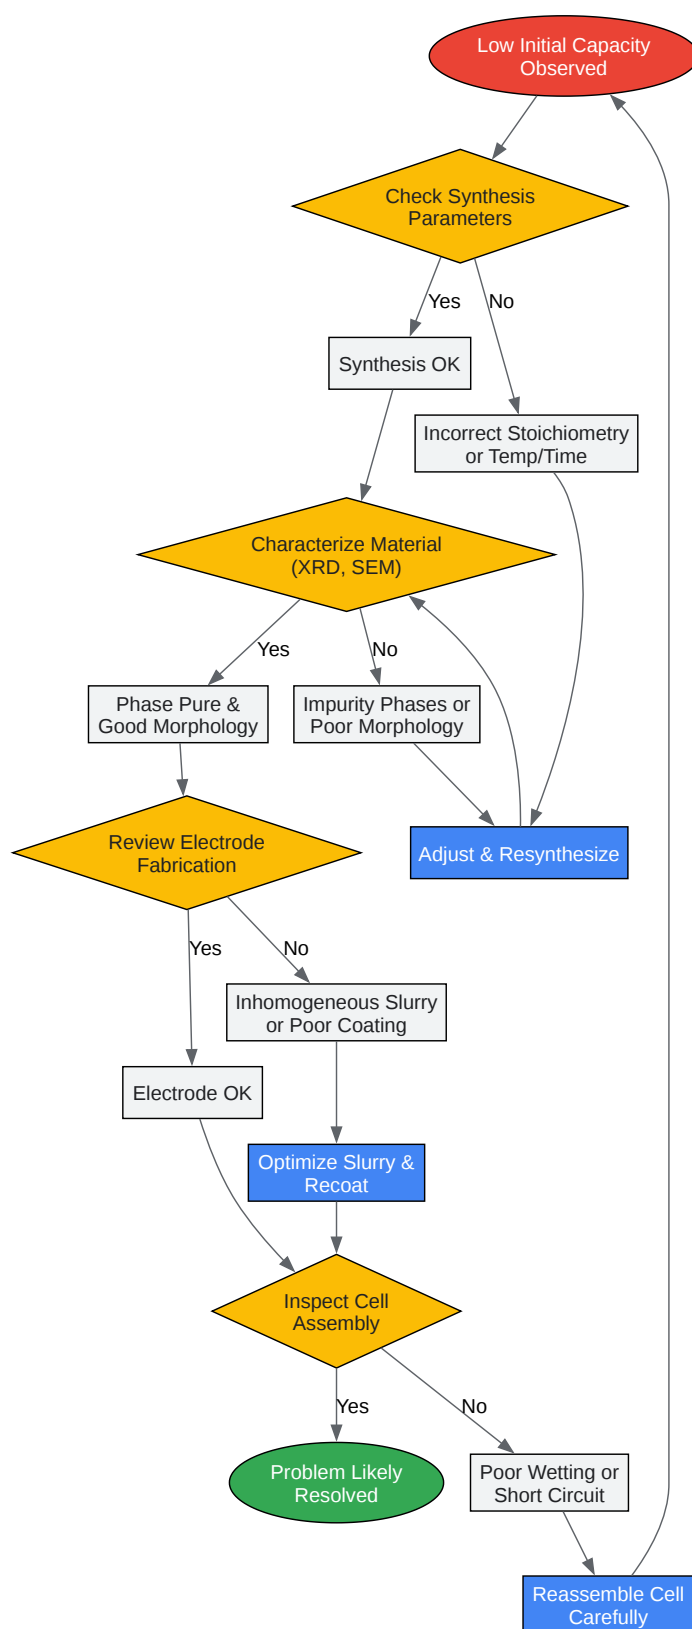 Low Initial Capacity
Observed
Check Synthesis
Parameters
Yes
No
Synthesis OK
Incorrect Stoichiometry
or Temp/Time
Characterize Material
(XRD, SEM)
Yes
No
Phase Pure &
Good Morphology
Impurity Phases or
Poor Morphology
Adjust & Resynthesize
Review Electrode
Fabrication
Yes
No
Inhomogeneous Slurry
or Poor Coating
Electrode OK
Optimize Slurry &
Recoat
Inspect Cell
Assembly
Yes
No
Problem Likely
Resolved
Poor Wetting or
Short Circuit
Reassemble Cell
Carefully